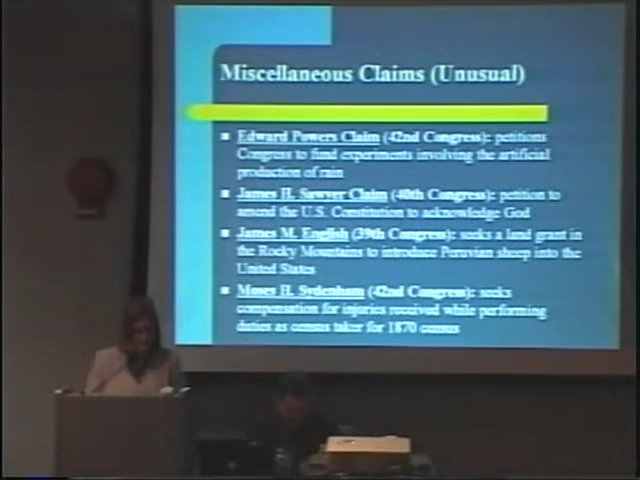 Miscellaneous Claims (Unusual)
Edward Powers Claim (42nd Congress): petitions
Congress to fund experiments involving the artificial
production of rain
James H. Sawyer Claim (40th Congress): petition to
amend the U.S. Constitution to acknowledge God
James M. English (39th Congress): seeks a land grant in
the Rocky Mountains to introduce Peruvian sheep into the
United States
Moses H. Sydenham (42nd Congress): seeks
compensation for injuries received while performing
duties as census taker for 1870 census